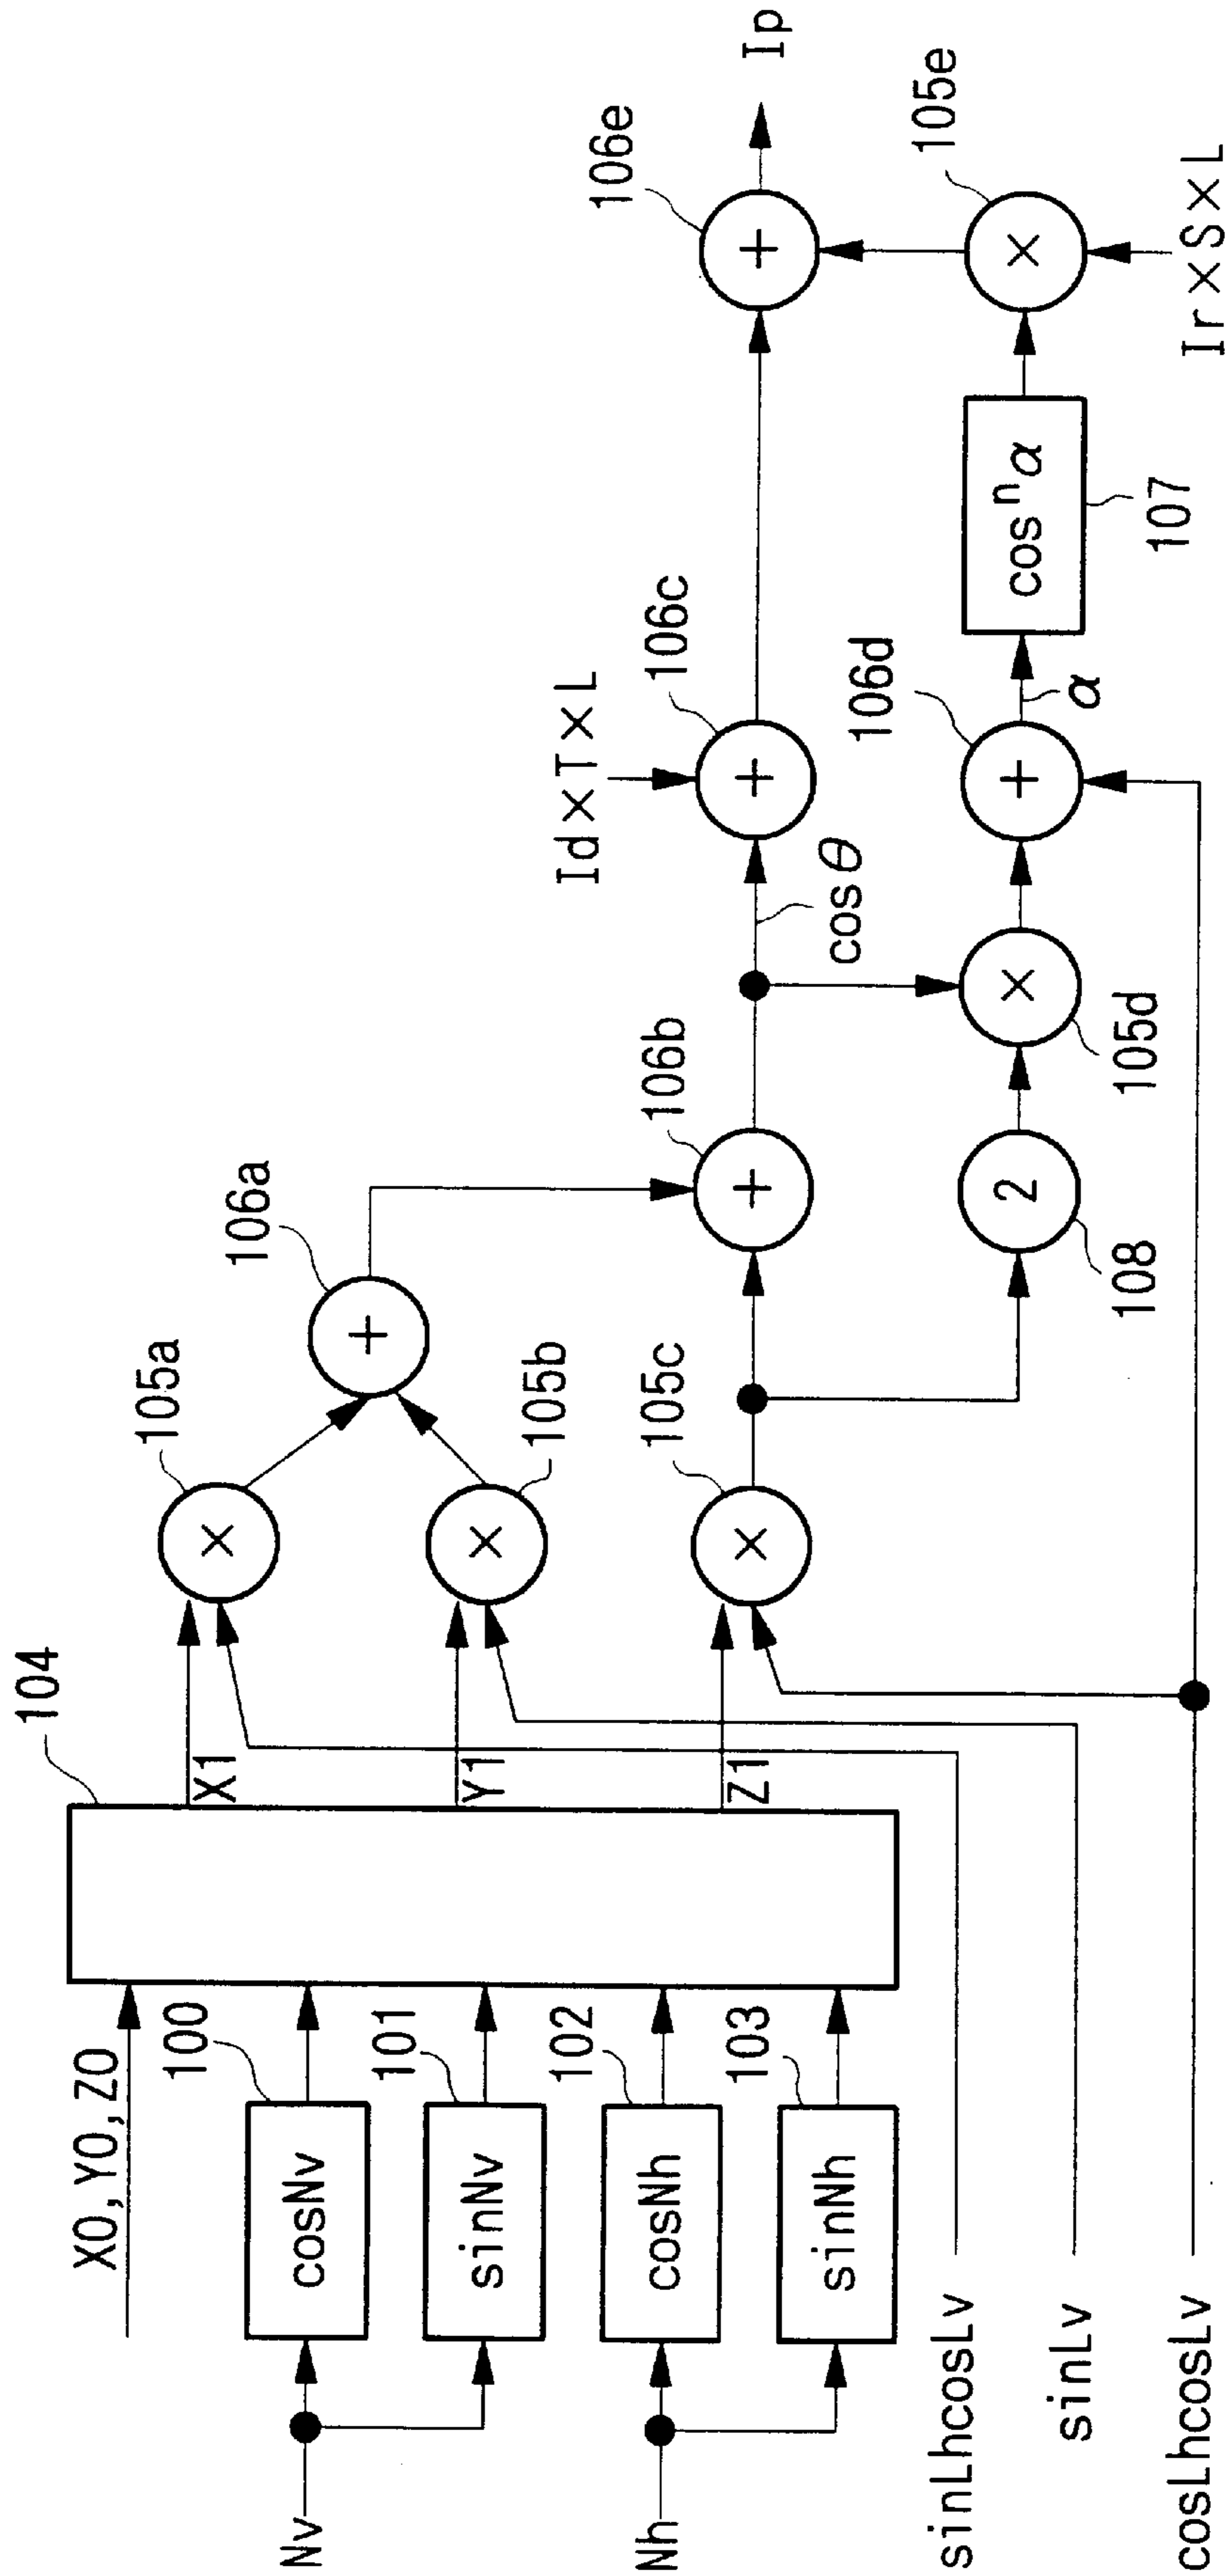 X0, Y0, Z0
Nv
cosNv
100
sinNv
101
Nh
cosNh
102
sinNh
103
sinLhcosLv
sinLv
cosLhcosLv
104
X1
Y1
Z1
×
105a
×
105b
×
105c
+
106a
+
106b
2
108
cosθ
×
105d
Id×T×L
+
106c
+
106d
α
cosⁿα
107
+
106e
×
105e
Ir×S×L
Ip